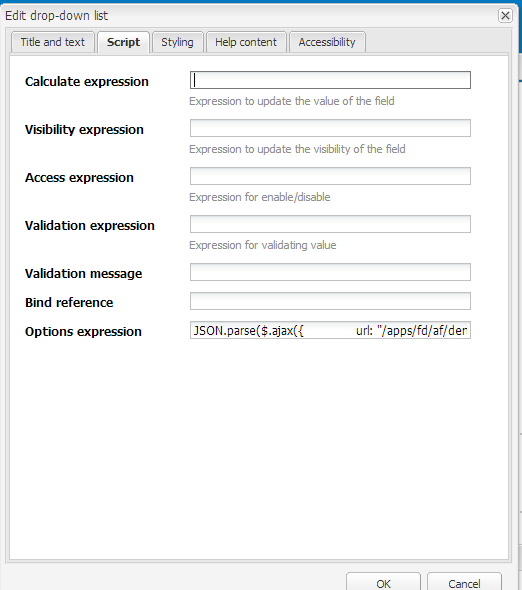 Edit drop-down list
Title and text Script Styling Help content Accessibility
Calculate expression
Expression to update the value of the field
Visibility expression
Expression to update the visibility of the field
Access expression
Expression for enable/disable
Validation expression
Expression for validating value
Validation message
Bind reference
Options expression JSON.parse($.ajax({ url: "/apps/fd/af/der
OK Cancel